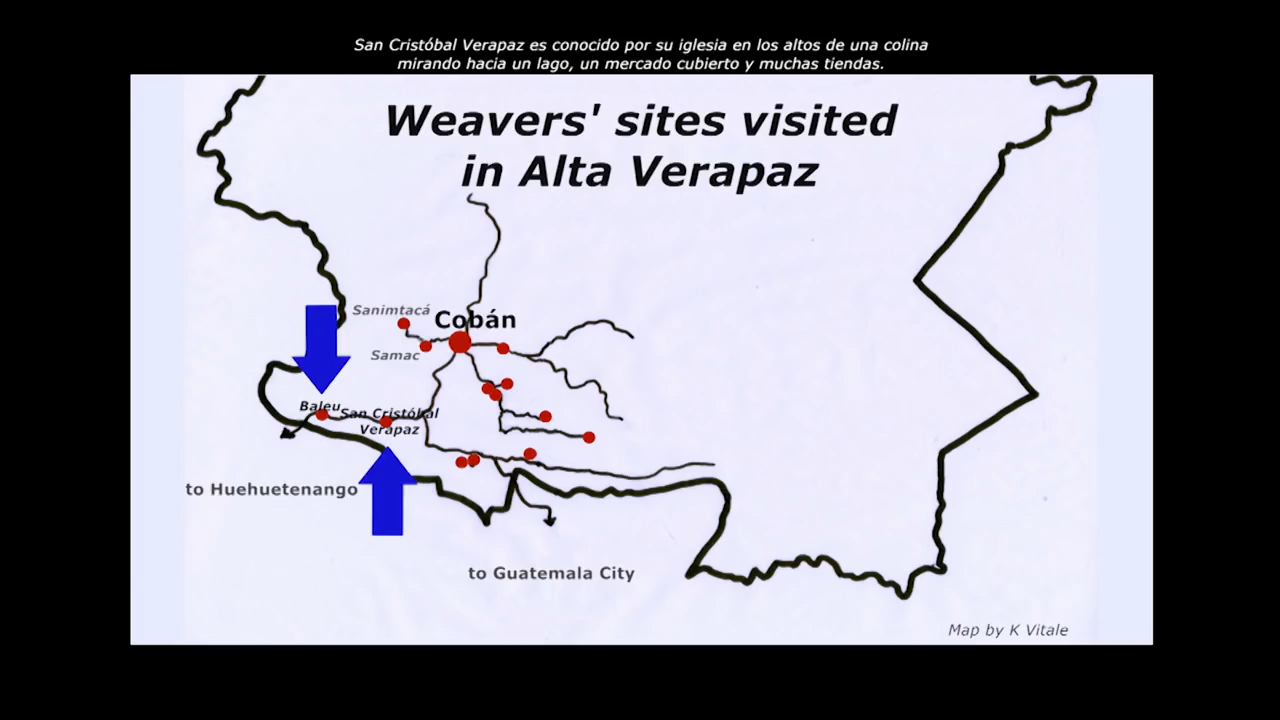 San Cristóbal Verapaz es conocido por su iglesia en los altos de una colina
mirando hacia un lago, un mercado cubierto y muchas tiendas.
Weavers' sites visited
in Alta Verapaz
Sanimtacá
Cobán
Samac
Baleu
San Cristóbal
Verapaz
to Huehuetenango
to Guatemala City
Map by K Vitale